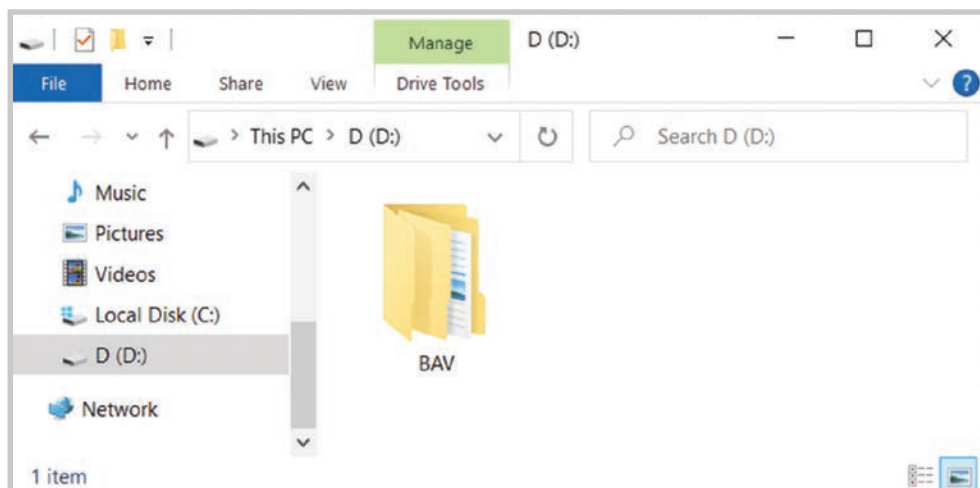 Manage D (D:)
File Home Share View Drive Tools ?
This PC > D (D:) Search D (D:)
Music
Pictures
Videos
Local Disk (C:)
D (D:)
Network
BAV
1 item